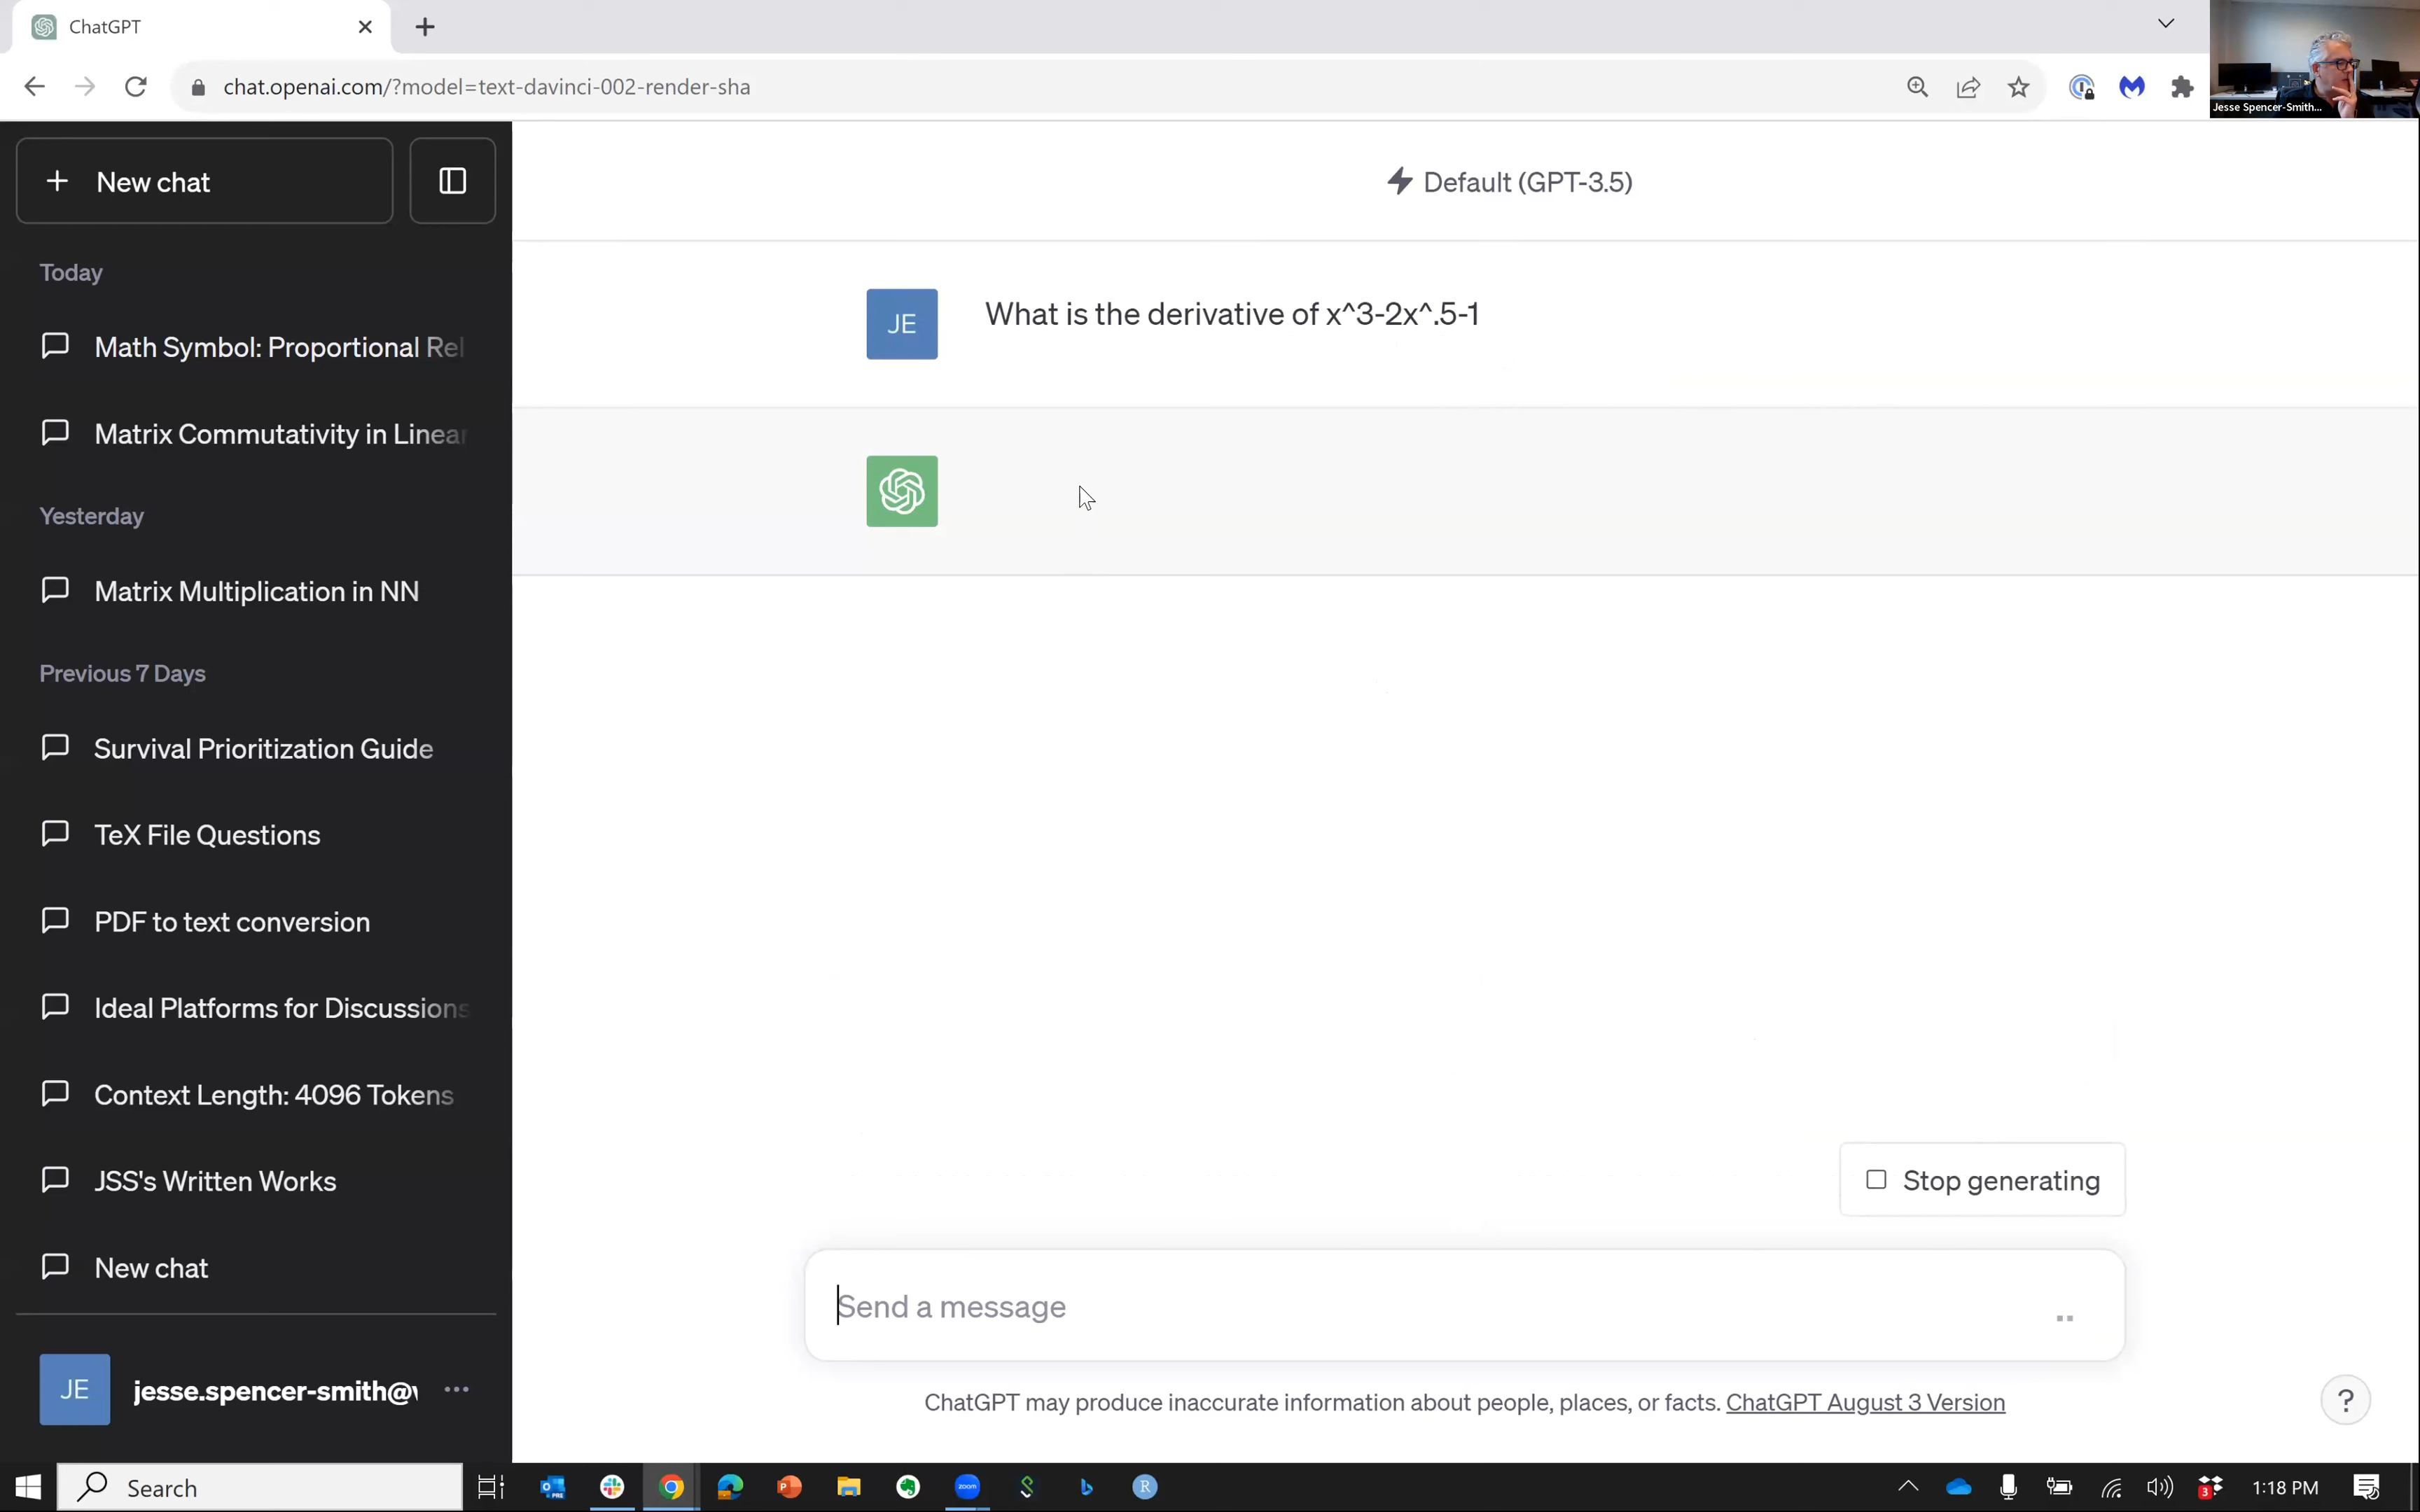 ChatGPT
chat.openai.com/?model=text-davinci-002-render-sha
Jesse Spencer-Smith...
New chat
Today
Math Symbol: Proportional Rel
Matrix Commutativity in Linear
Yesterday
Matrix Multiplication in NN
Previous 7 Days
Survival Prioritization Guide
TeX File Questions
PDF to text conversion
Ideal Platforms for Discussions
Context Length: 4096 Tokens
JSS's Written Works
New chat
JE
jesse.spencer-smith@v
Default (GPT-3.5)
JE
What is the derivative of x^3-2x^.5-1
Stop generating
Send a message
ChatGPT may produce inaccurate information about people, places, or facts. ChatGPT August 3 Version
?
Search
zoom
1:18 PM